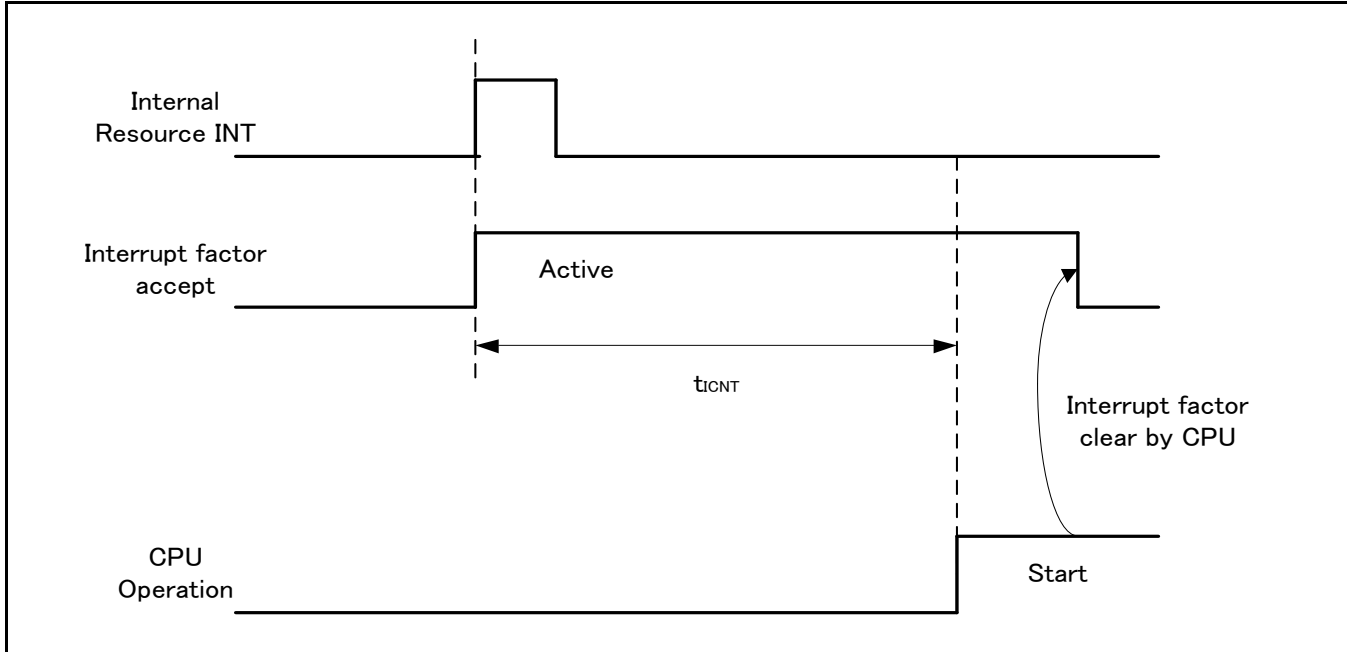 Internal
Resource INT
Interrupt factor
accept
Active
tICNT
Interrupt factor
clear by CPU
CPU
Operation
Start